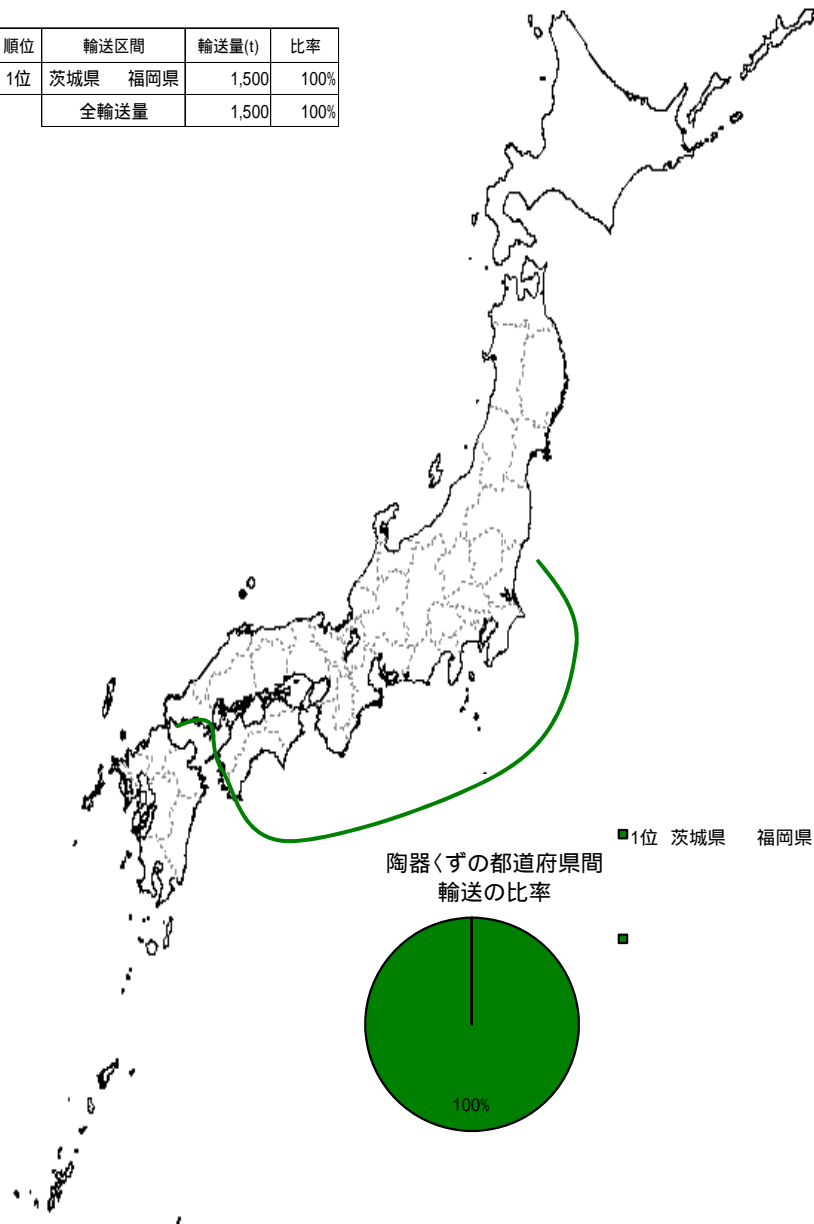 順位 輸送区間 輸送量(t) 比率
1位 茨城県 福岡県 1,500 100%
全輸送量 1,500 100%
1位 茨城県 福岡県
陶器くずの都道府県間
輸送の比率
100%